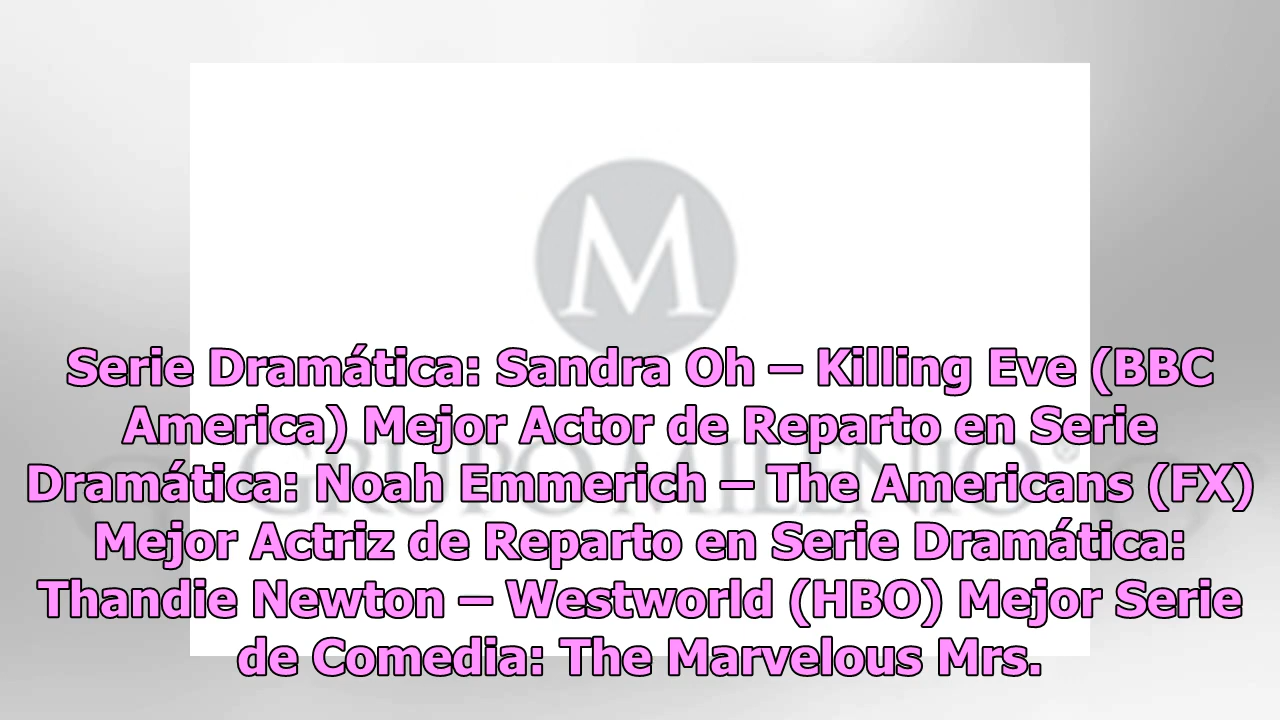 M
Serie Dramática: Sandra Oh – Killing Eve (BBC
America) Mejor Actor de Reparto en Serie
GRUPO MILENIO®
Dramática: Noah Emmerich – The Americans (FX)
Mejor Actriz de Reparto en Serie Dramática:
Thandie Newton – Westworld (HBO) Mejor Serie
de Comedia: The Marvelous Mrs.